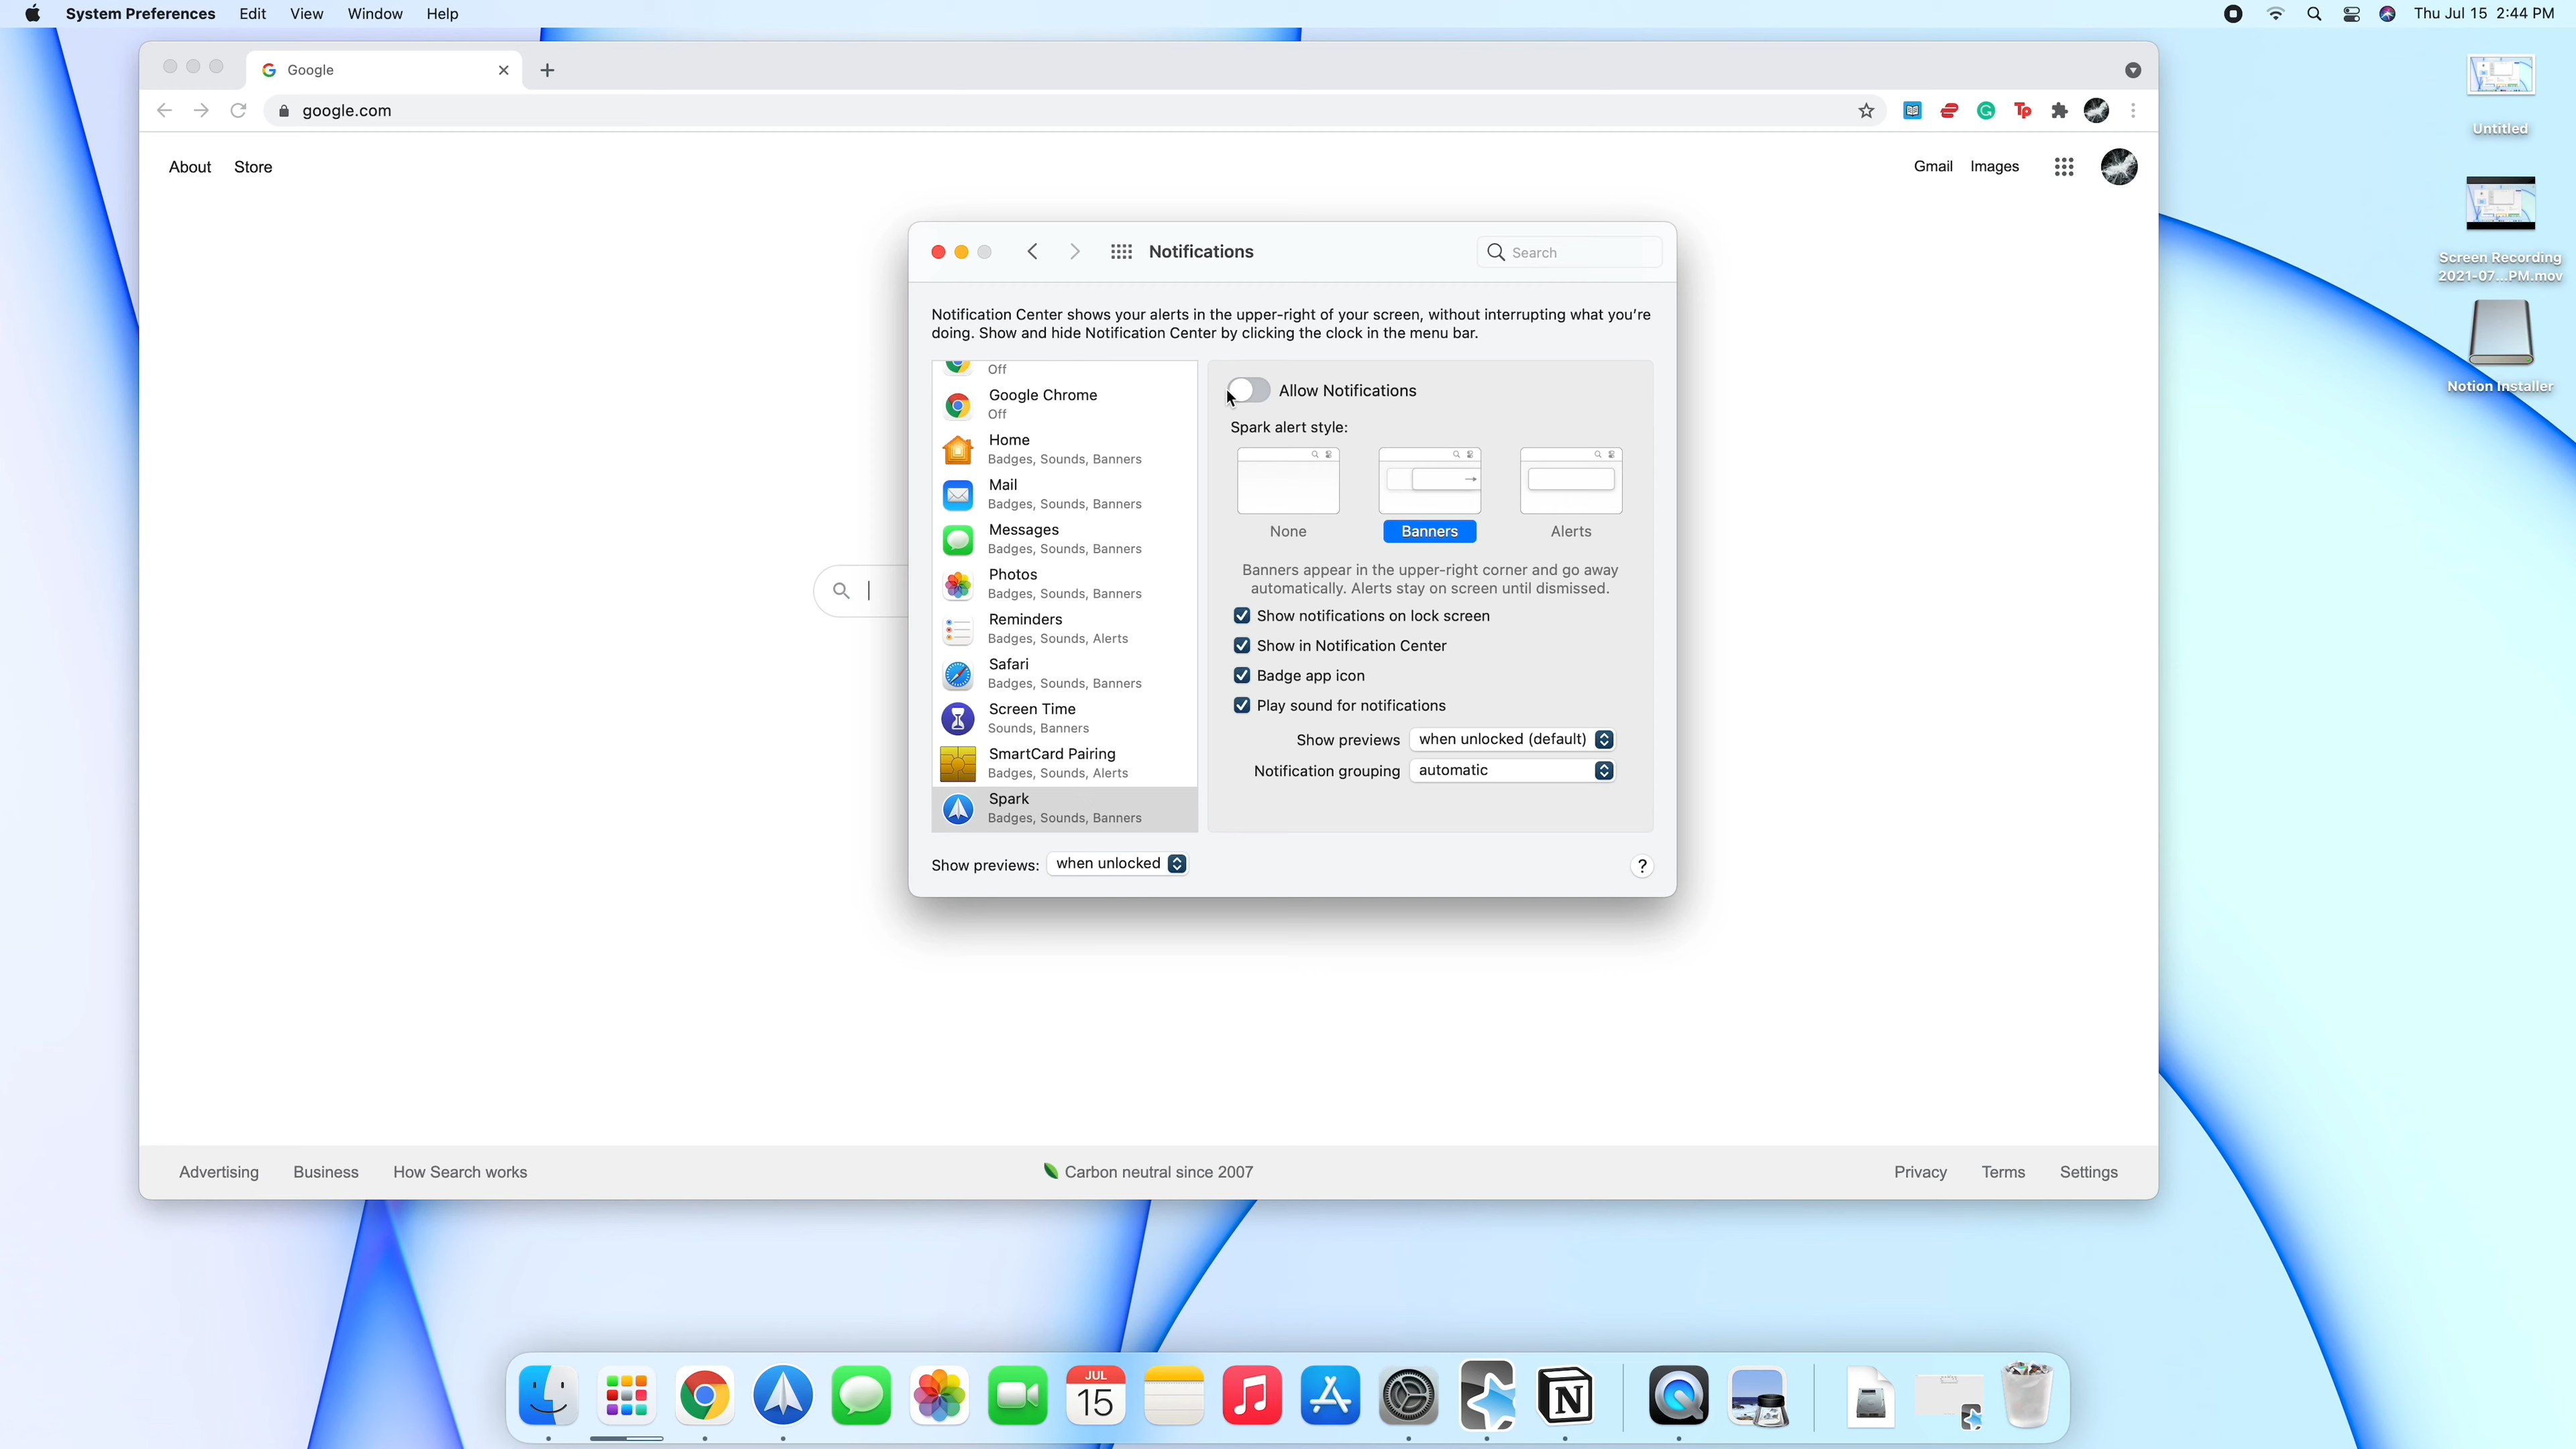 System Preferences Edit View Window Help
Thu Jul 15 2:44 PM
Google
google.com
Tp
About Store
Gmail Images
Untitled
Screen Recording
2021-07...PM.mov
Notion Installer
Notifications
Search
Notification Center shows your alerts in the upper-right of your screen, without interrupting what you're
doing. Show and hide Notification Center by clicking the clock in the menu bar.
Off
Google Chrome
Off
Home
Badges, Sounds, Banners
Mail
Badges, Sounds, Banners
Messages
Badges, Sounds, Banners
Photos
Badges, Sounds, Banners
Reminders
Badges, Sounds, Alerts
Safari
Badges, Sounds, Banners
Screen Time
Sounds, Banners
SmartCard Pairing
Badges, Sounds, Alerts
Spark
Badges, Sounds, Banners
Allow Notifications
Spark alert style:
None Banners Alerts
Banners appear in the upper-right corner and go away
automatically. Alerts stay on screen until dismissed.
Show notifications on lock screen
Show in Notification Center
Badge app icon
Play sound for notifications
Show previews when unlocked (default)
Notification grouping automatic
Show previews: when unlocked
?
Advertising Business How Search works
Carbon neutral since 2007
Privacy Terms Settings
JUL
15